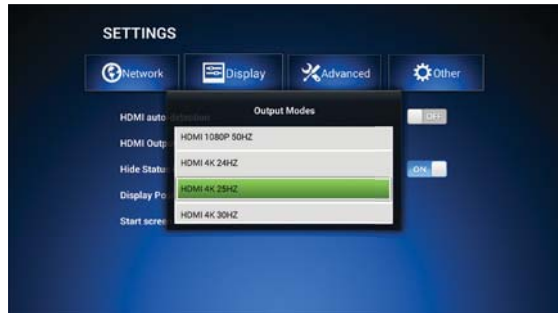 SETTINGS
Network Display Advanced Other
Output Modes
HDMI auto OFF
HDMI 1080P 50HZ
HDMI Outp
HDMI 4K 24HZ
Hide Statu ON
HDMI 4K 25HZ
Display Po
HDMI 4K 30HZ
Start scree